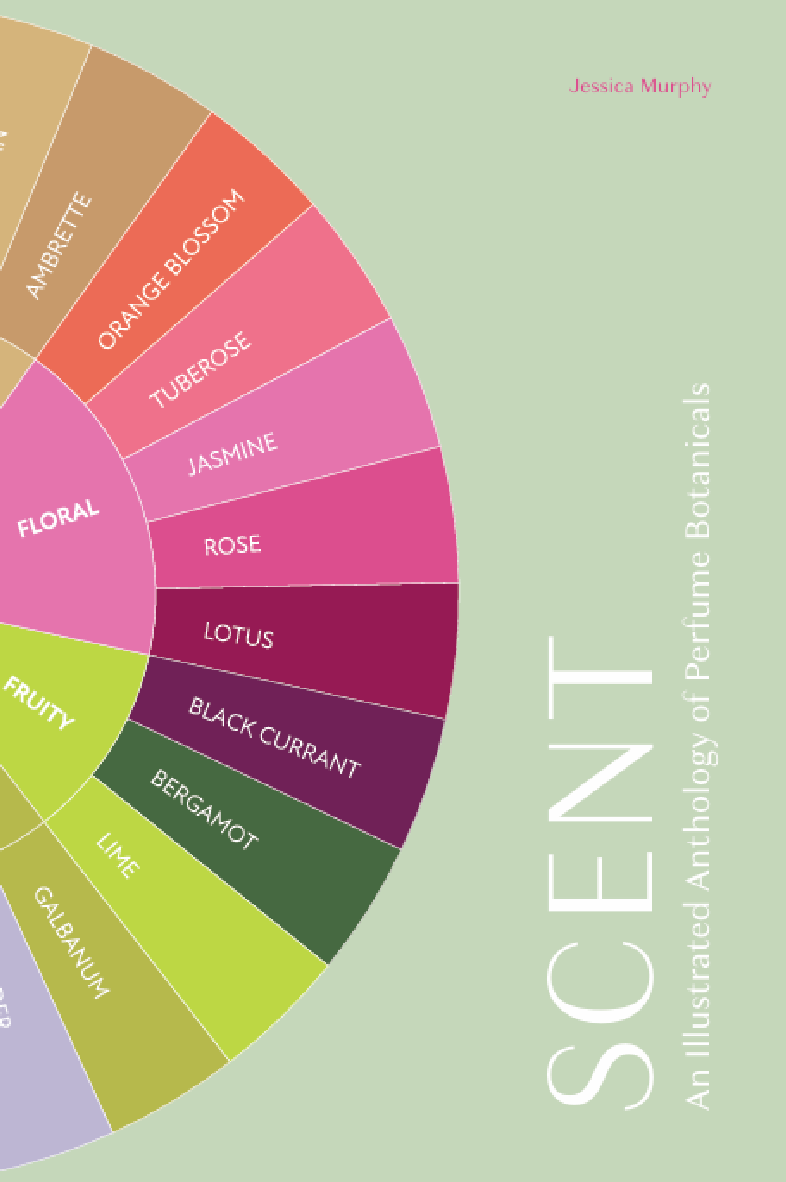 Jessica Murphy
AMBRETTE
ORANGE BLOSSOM
TUBEROSE
JASMINE
ROSE
LOTUS
BLACK CURRANT
BERGAMOT
LIME
GALBANUM
FLORAL
FRUITY
SCENT
An Illustrated Anthology of Perfume Botanicals